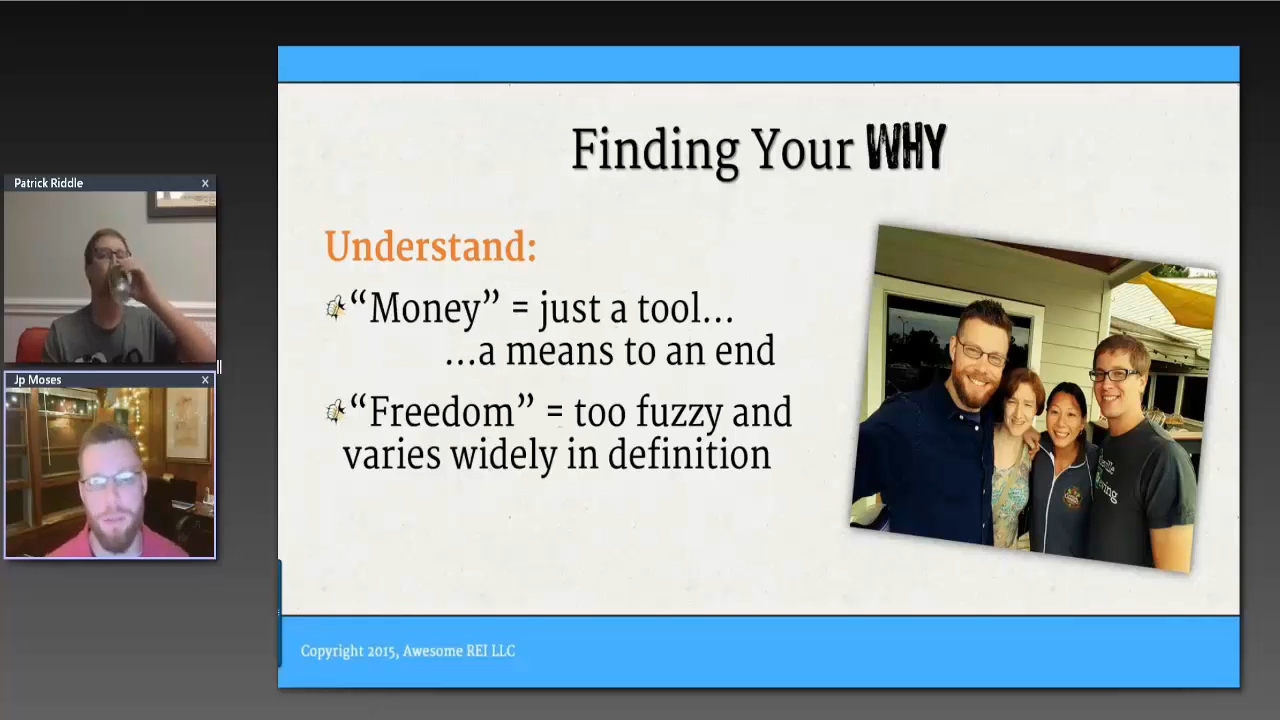 Patrick Riddle
Jp Moses
Finding Your WHY
Understand:
“Money” = just a tool...
...a means to an end
“Freedom” = too fuzzy and
varies widely in definition
Copyright 2015, Awesome REI LLC